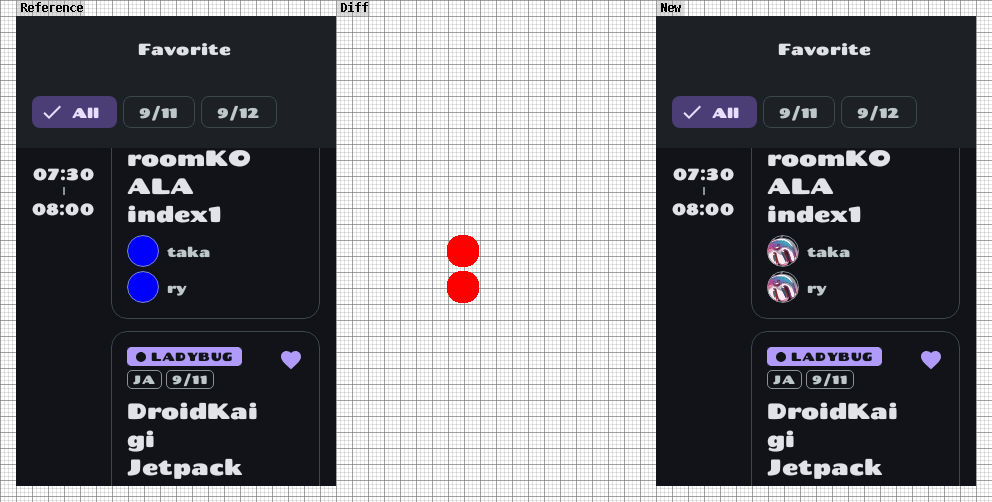 Reference
Diff
New
Favorite
All 9/11 9/12
07:30
08:00
roomKO
ALA
index1
taka
ry
LADYBUG
JA 9/11
DroidKai
gi
Jetpack
Favorite
All 9/11 9/12
07:30
08:00
roomKO
ALA
index1
taka
ry
LADYBUG
JA 9/11
DroidKai
gi
Jetpack